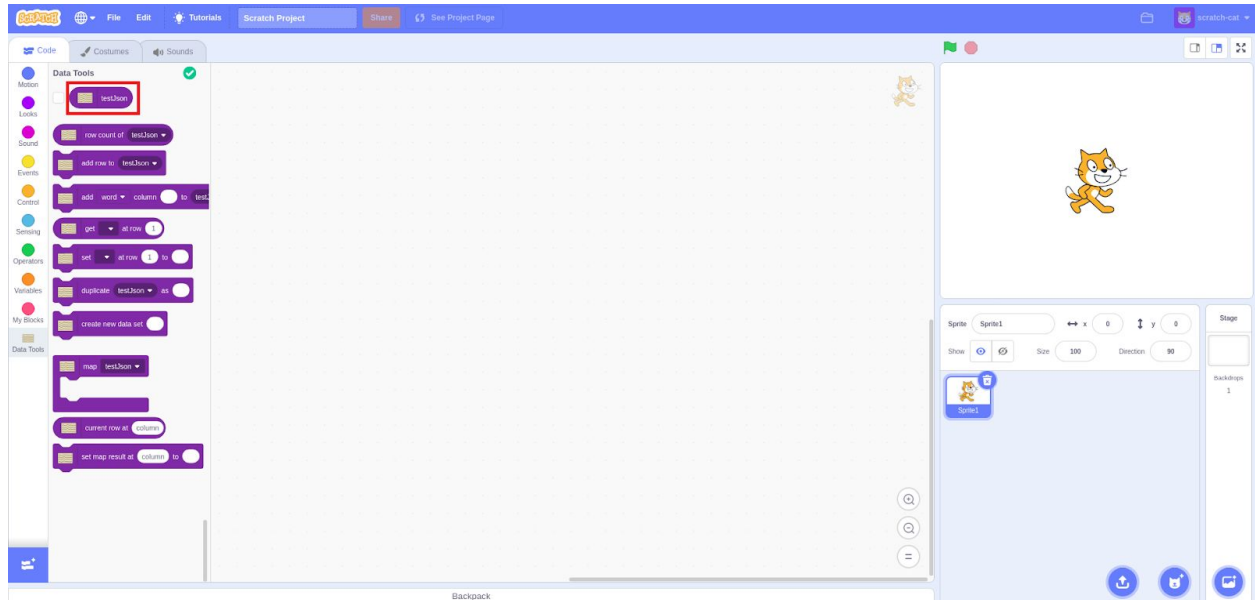 SCRATCH File Edit Tutorials Scratch Project Share See Project Page scratch-cat
Code Costumes Sounds
Motion
Looks
Sound
Events
Control
Sensing
Operators
Variables
My Blocks
Data Tools
Data Tools
testJson
row count of testJson
add row to testJson
add word column to test
get at row 1
set at row 1 to
duplicate testJson as
create new data set
map testJson
current row at column
set map result at column to
Backpack
Sprite Sprite1 x 0 y 0
Show Size 100 Direction 90
Sprite1
Stage
Backdrops
1